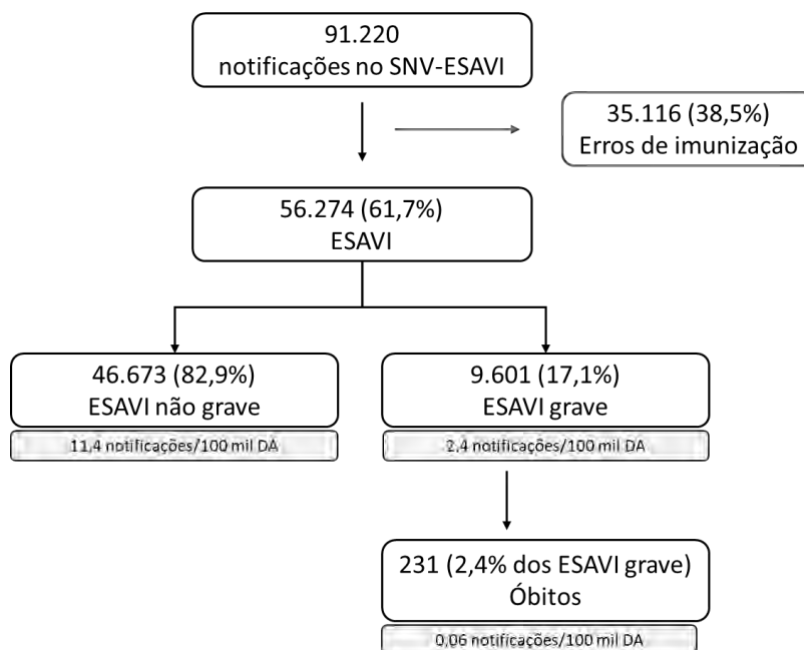 91.220
notificações no SNV-ESAVI
35.116 (38,5%)
Erros de imunização
56.274 (61,7%)
ESAVI
46.673 (82,9%)
ESAVI não grave
11,4 notificações/100 mil DA
9.601 (17,1%)
ESAVI grave
2,4 notificações/100 mil DA
231 (2,4% dos ESAVI grave)
Óbitos
0,06 notificações/100 mil DA